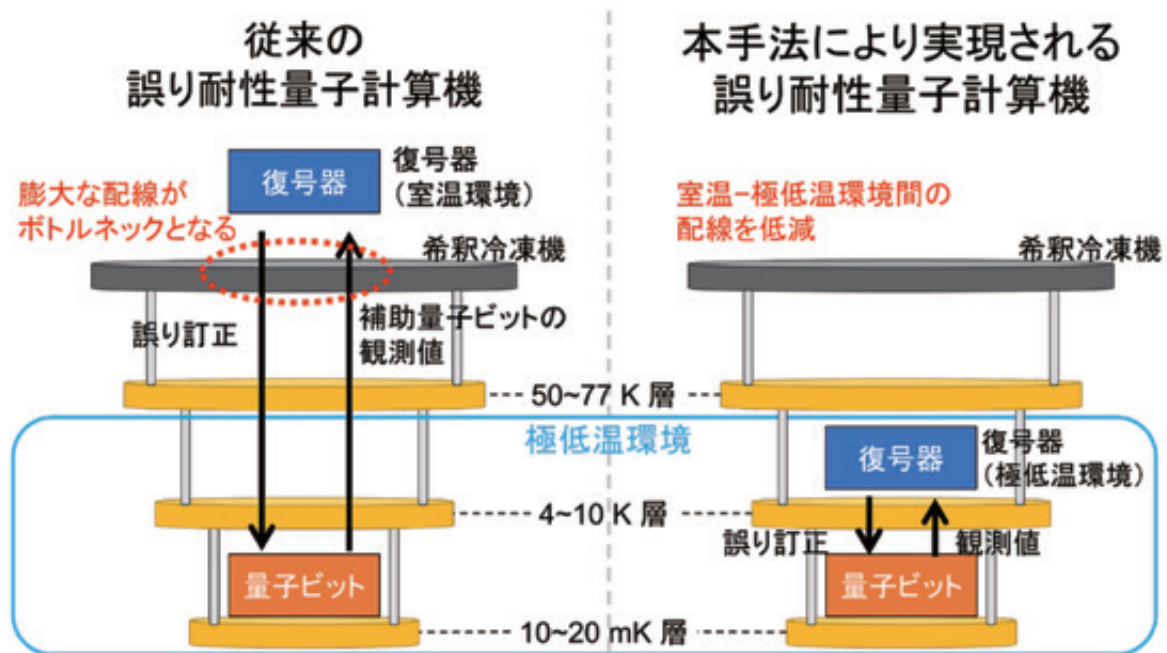 従来の
誤り耐性量子計算機
復号器
復号器
(室温環境)
膨大な配線が
ボトルネックとなる
希釈冷凍機
誤り訂正
補助量子ビットの
観測値
量子ビット
本手法により実現される
誤り耐性量子計算機
室温-極低温環境間の
配線を低減
希釈冷凍機
50~77 K 層
極低温環境
復号器
復号器
(極低温環境)
4~10 K 層
誤り訂正
観測値
量子ビット
10~20 mK 層